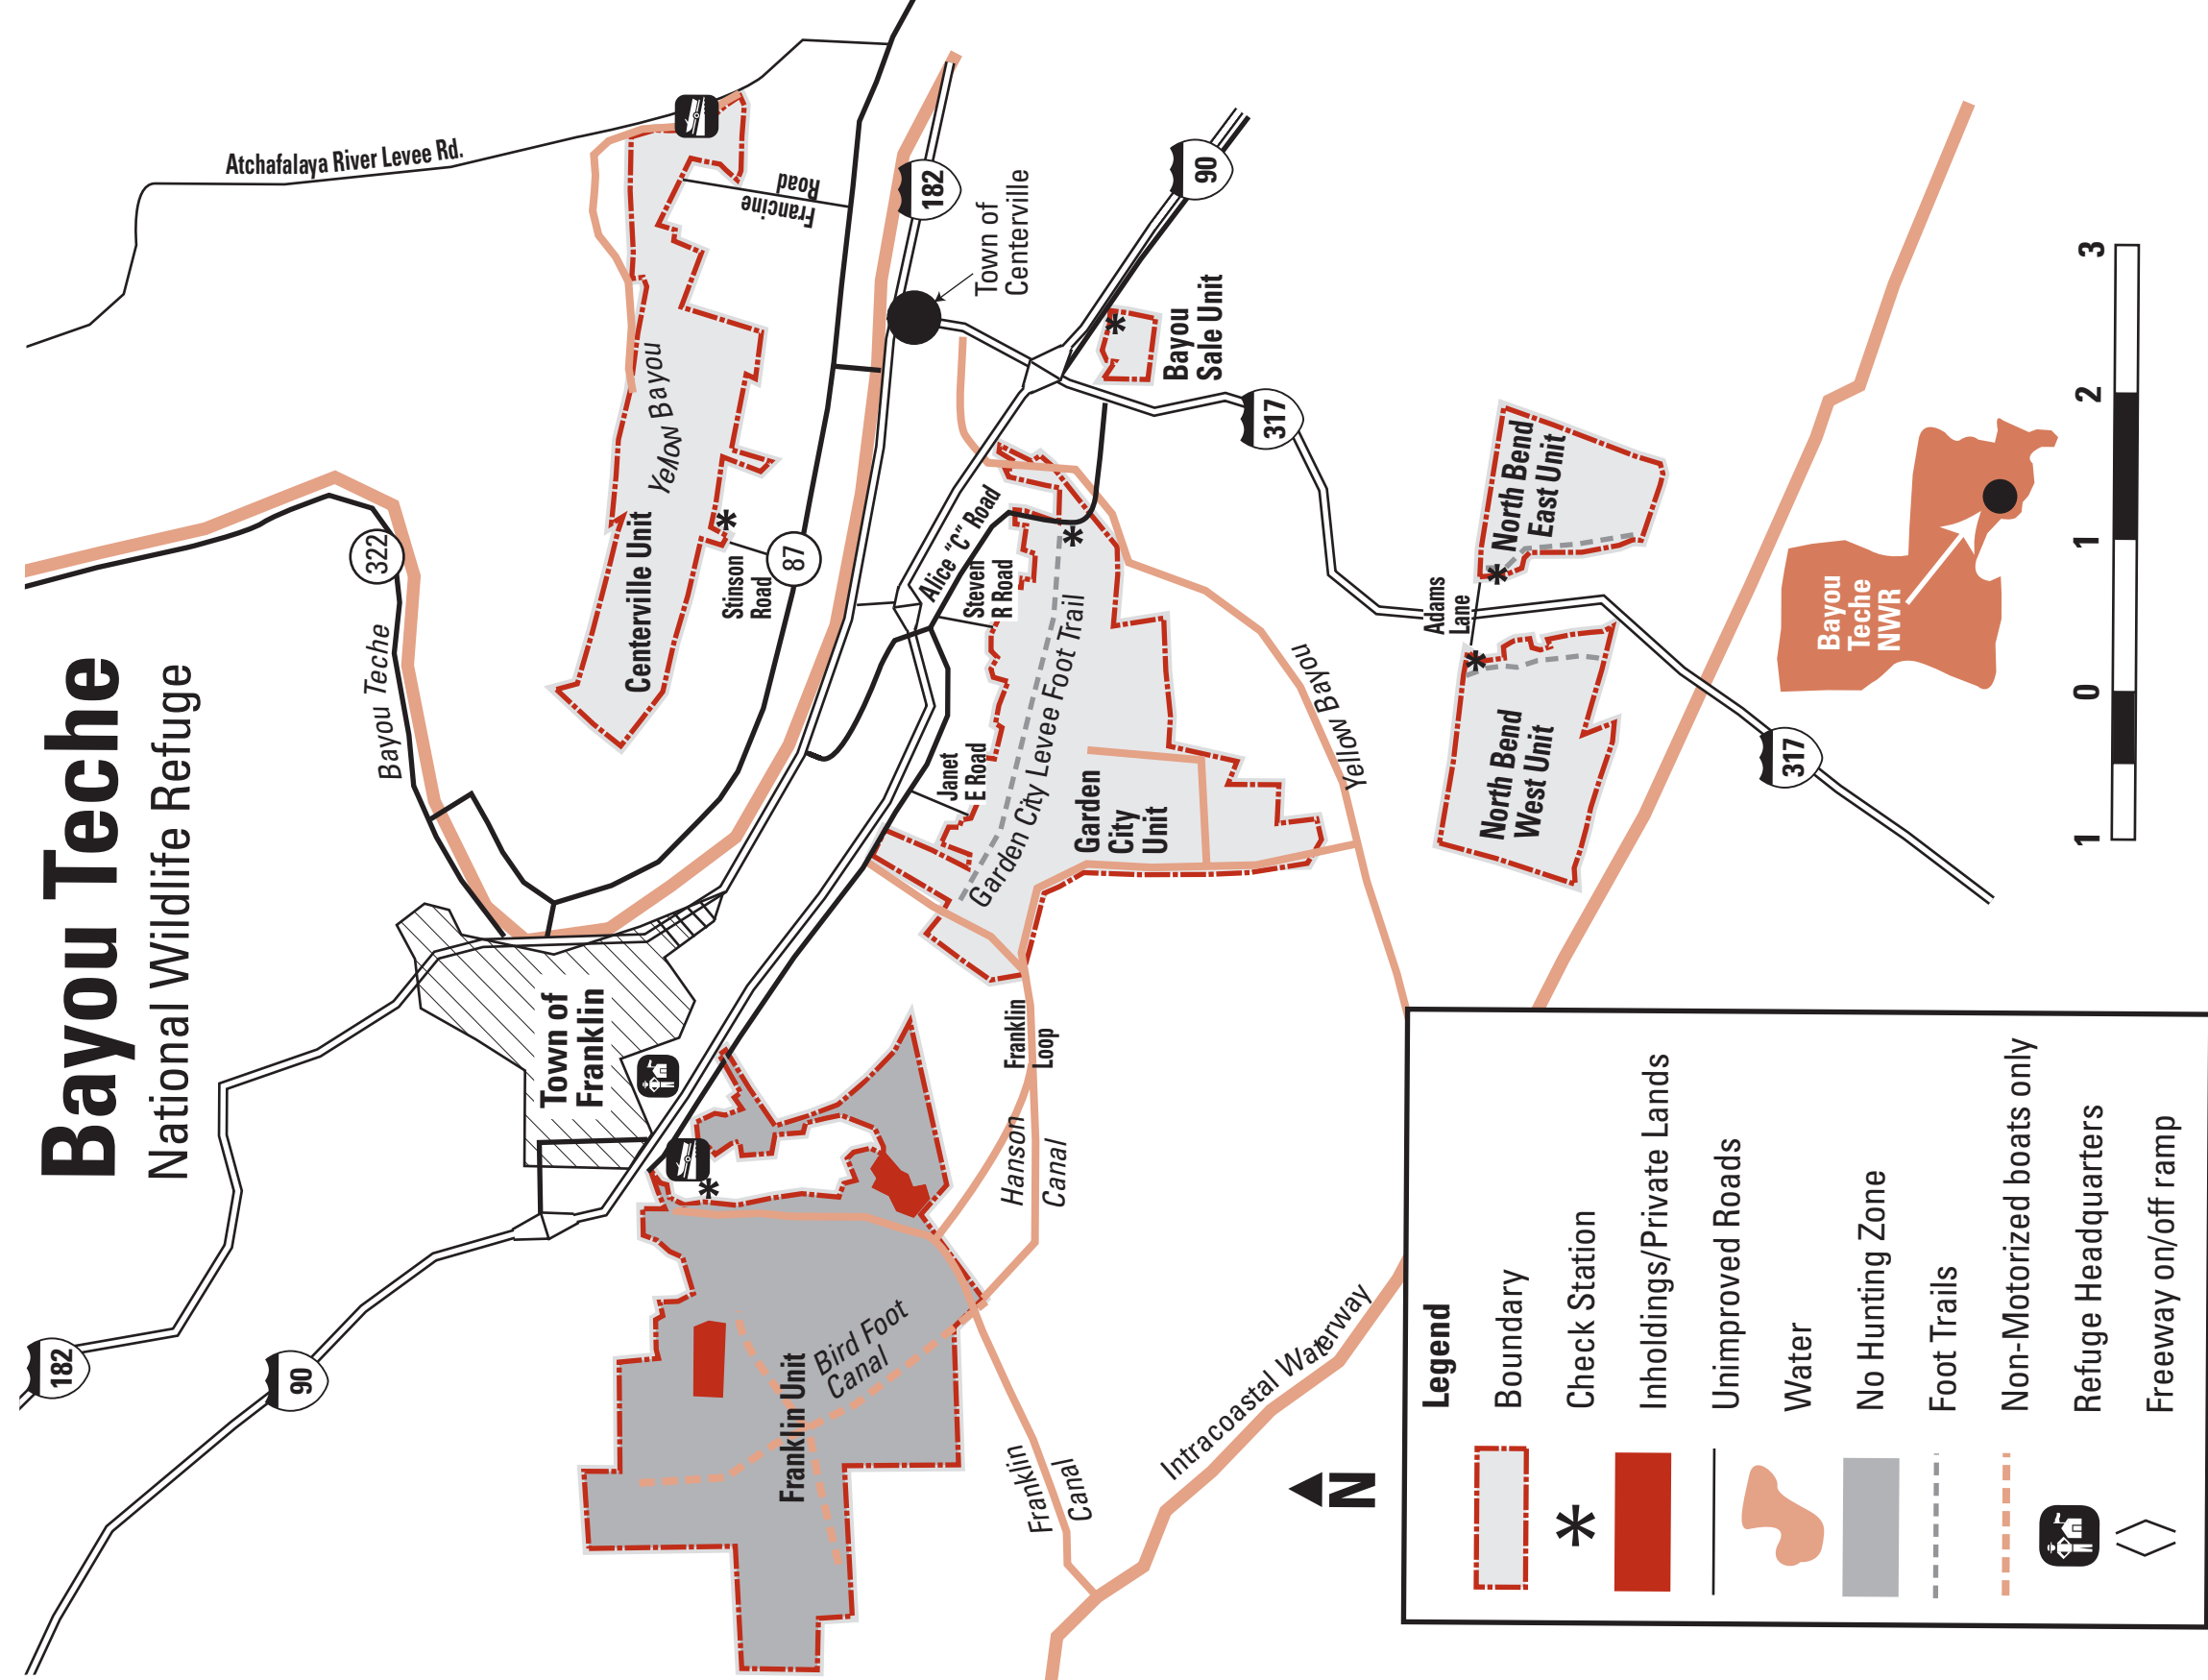 Bayou Teche
National Wildlife Refuge
Atchafalaya River Levee Rd.
322
Bayou Teche
Francine
Road
182
Town of
Centerville
90
Yellow Bayou
Centerville Unit
Stinson
Road
87
Bayou
Sale Unit
317
Alice "C" Road
Steven
R Road
Garden City Levee Foot Trail
Janet
E Road
Garden
City
Unit
Yellow Bayou
North Bend
East Unit
Adams
Lane
North Bend
West Unit
317
Town of
Franklin
182
90
Franklin
Loop
Hanson
Canal
Franklin Unit
Bird Foot
Canal
Franklin
Canal
Intracoastal Waterway
N
Bayou
Teche
NWR
1 0 1 2 3
Legend
Boundary
* Check Station
Inholdings/Private Lands
Unimproved Roads
Water
No Hunting Zone
Foot Trails
Non-Motorized boats only
Refuge Headquarters
Freeway on/off ramp